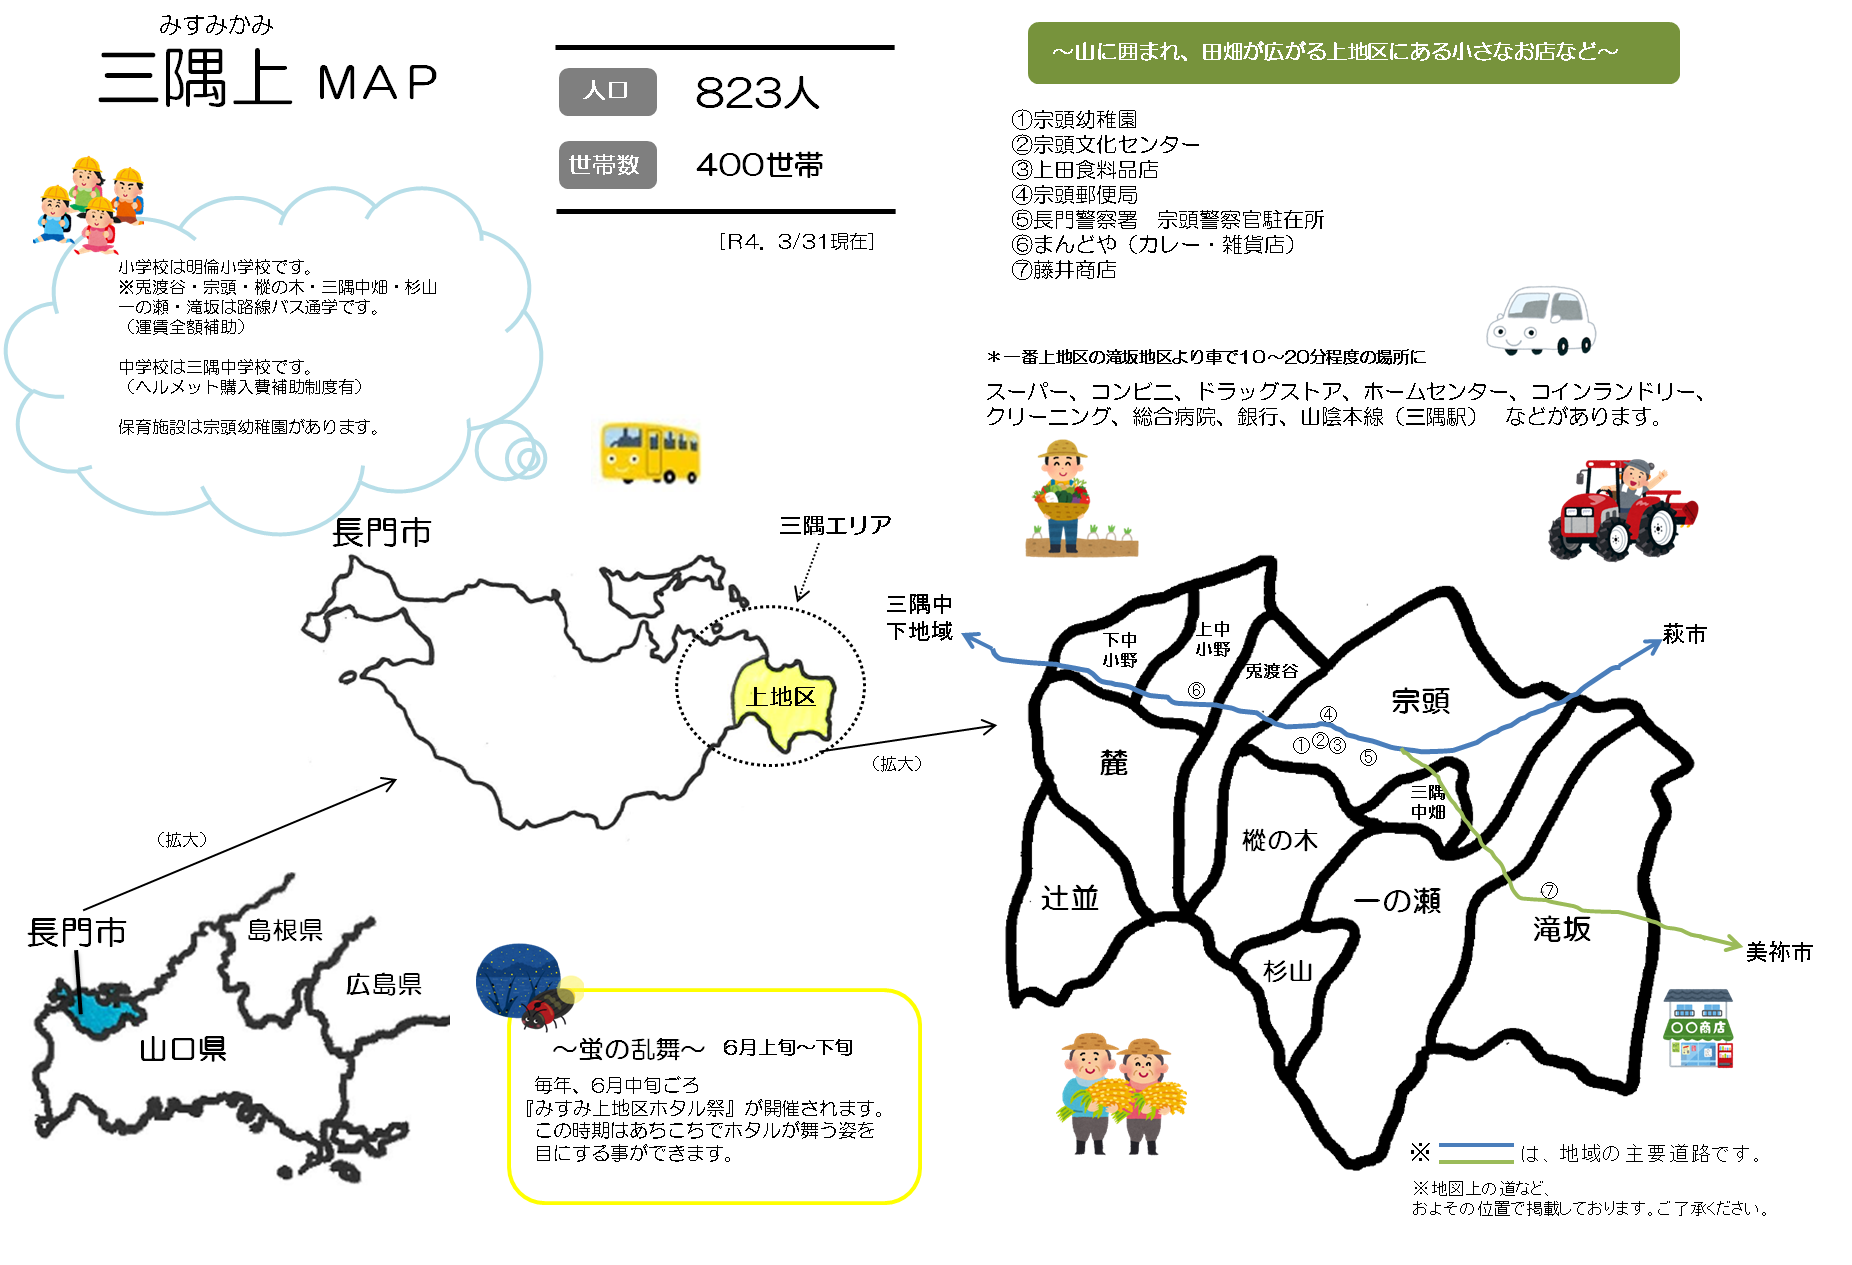 みすみかみ
三隅上 MAP
人口 823人
世帯数 400世帯
［R4．3/31現在］
～山に囲まれ、田畑が広がる上地区にある小さなお店など～
①宗頭幼稚園
②宗頭文化センター
③上田食料品店
④宗頭郵便局
⑤長門警察署　宗頭警察官駐在所
⑥まんどや（カレー・雑貨店）
⑦藤井商店
小学校は明倫小学校です。
※兎渡谷・宗頭・樅の木・三隅中畑・杉山
一の瀬・滝坂は路線バス通学です。
（運賃全額補助）
中学校は三隅中学校です。
（ヘルメット購入費補助制度有）
保育施設は宗頭幼稚園があります。
＊一番上地区の滝坂地区より車で１０～２０分程度の場所に
スーパー、コンビニ、ドラッグストア、ホームセンター、コインランドリー、
クリーニング、総合病院、銀行、山陰本線（三隅駅）　などがあります。
長門市
三隅エリア
上地区
（拡大）
（拡大）
長門市
島根県
広島県
山口県
三隅中
下地域
萩市
下中
小野
上中
小野
兎渡谷
宗頭
⑥
④
①
②
③
⑤
麓
三隅
中畑
樅の木
辻並
一の瀬
⑦
滝坂
杉山
美祢市
〇〇商店
～蛍の乱舞～　6月上旬～下旬
毎年、6月中旬ごろ
『みすみ上地区ホタル祭』が開催されます。
この時期はあちこちでホタルが舞う姿を
目にする事ができます。
※ は、地域の主要道路です。
※地図上の道など、
おおよその位置で掲載しております。ご了承ください。